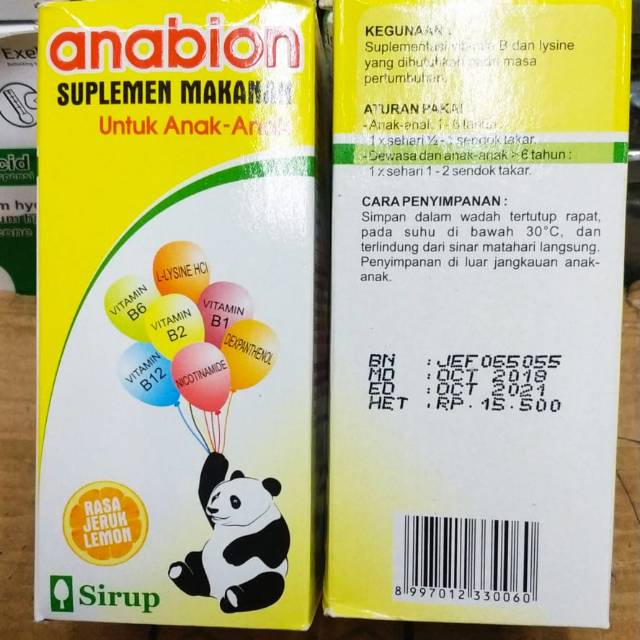 anabion
SUPLEMEN MAKANAN
Untuk Anak-Anak
L-LYSINE HCl
VITAMIN B6
VITAMIN B2
VITAMIN B1
DEXPANTHENOL
VITAMIN B12
NICOTINAMIDE
RASA
JERUK
LEMON
Sirup
KEGUNAAN :
Suplementasi vitamin B dan lysine
yang dibutuhkan pada masa
pertumbuhan.
ATURAN PAKAI
-Anak-anak 1 - 6 tahun :
1 x sehari ½ - 1 sendok takar.
-Dewasa dan anak-anak > 6 tahun :
1 x sehari 1 - 2 sendok takar.
CARA PENYIMPANAN :
Simpan dalam wadah tertutup rapat,
pada suhu di bawah 30°C, dan
terlindung dari sinar matahari langsung.
Penyimpanan di luar jangkauan anak-
anak.
BN : JEF065055
MD : OCT 2018
ED : OCT 2021
HET : RP. 15.500
8 997012 330060